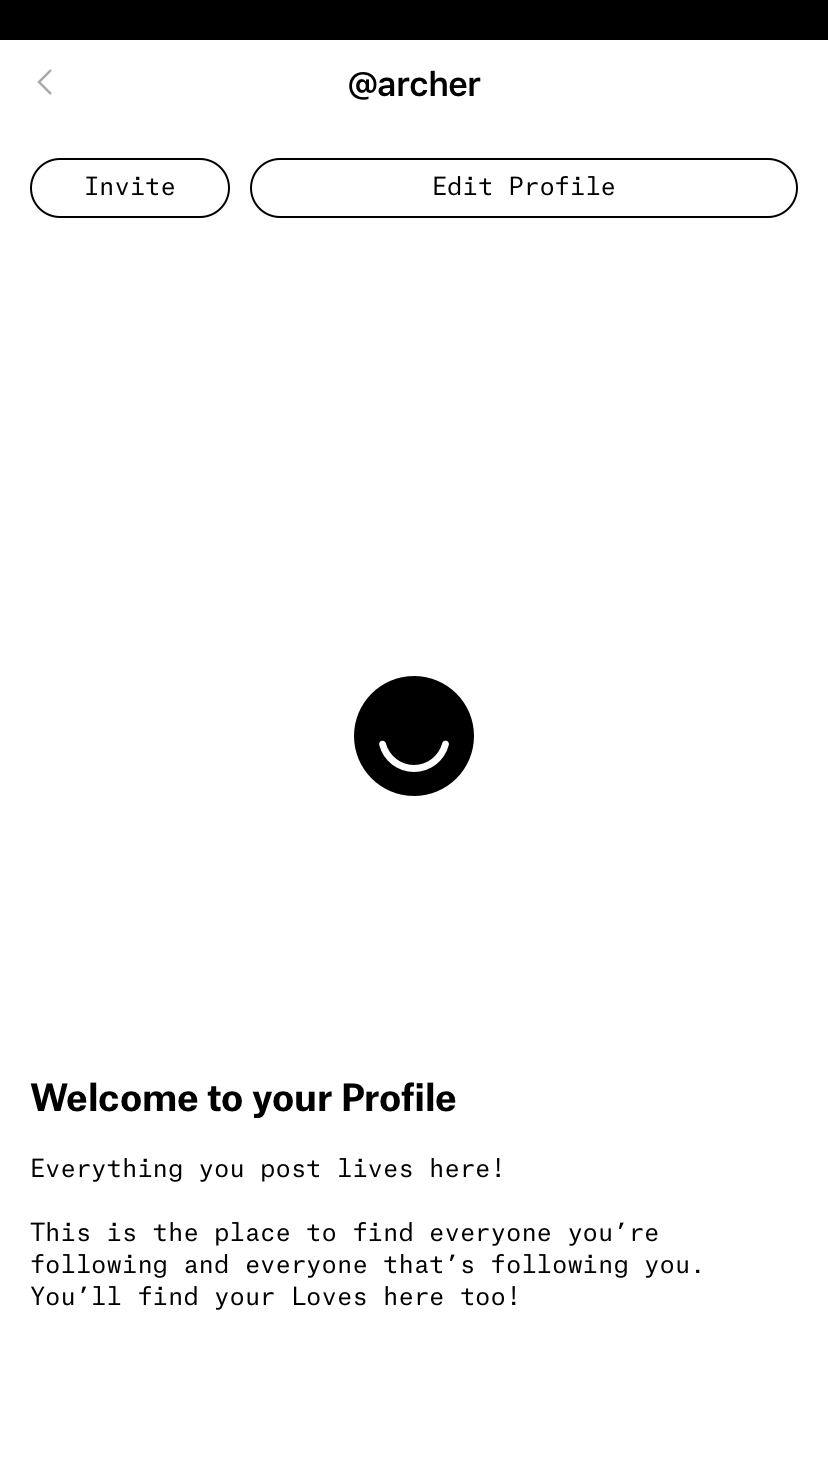 @archer
Invite
Edit Profile
Welcome to your Profile
Everything you post lives here!
This is the place to find everyone you’re
following and everyone that’s following you.
You’ll find your Loves here too!